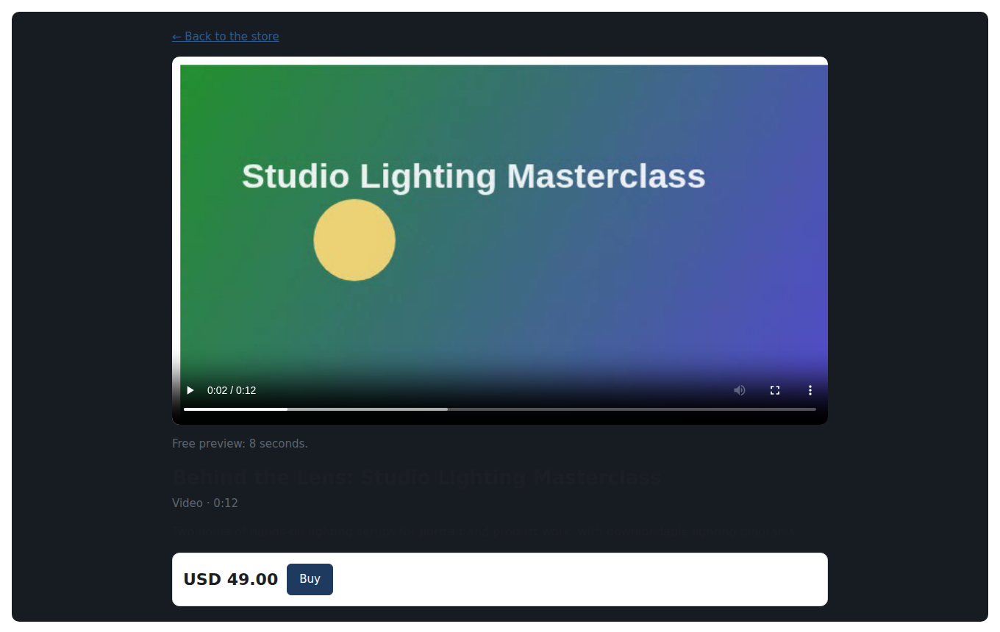 ← Back to the store
Studio Lighting Masterclass
0:02 / 0:12
Free preview: 8 seconds.
Behind the Lens: Studio Lighting Masterclass
Video · 0:12
USD 49.00
Buy